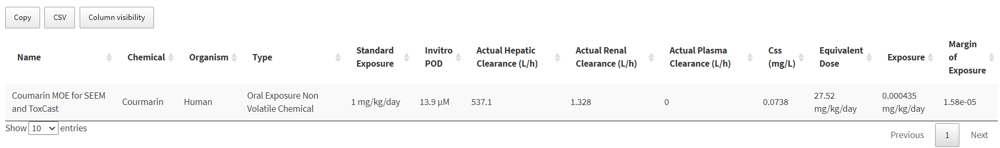 Copy CSV Column visibility
Name Chemical Organism Type Standard Exposure Invitro POD Actual Hepatic Clearance (L/h) Actual Renal Clearance (L/h) Actual Plasma Clearance (L/h) Css (mg/L) Equivalent Dose Exposure Margin of Exposure
Coumarin MOE for SEEM and ToxCast Courmarin Human Oral Exposure Non Volatile Chemical 1 mg/kg/day 13.9 µM 537.1 1.328 0 0.0738 27.52 mg/kg/day 0.000435 mg/kg/day 1.58e-05
Show 10 entries
Previous 1 Next